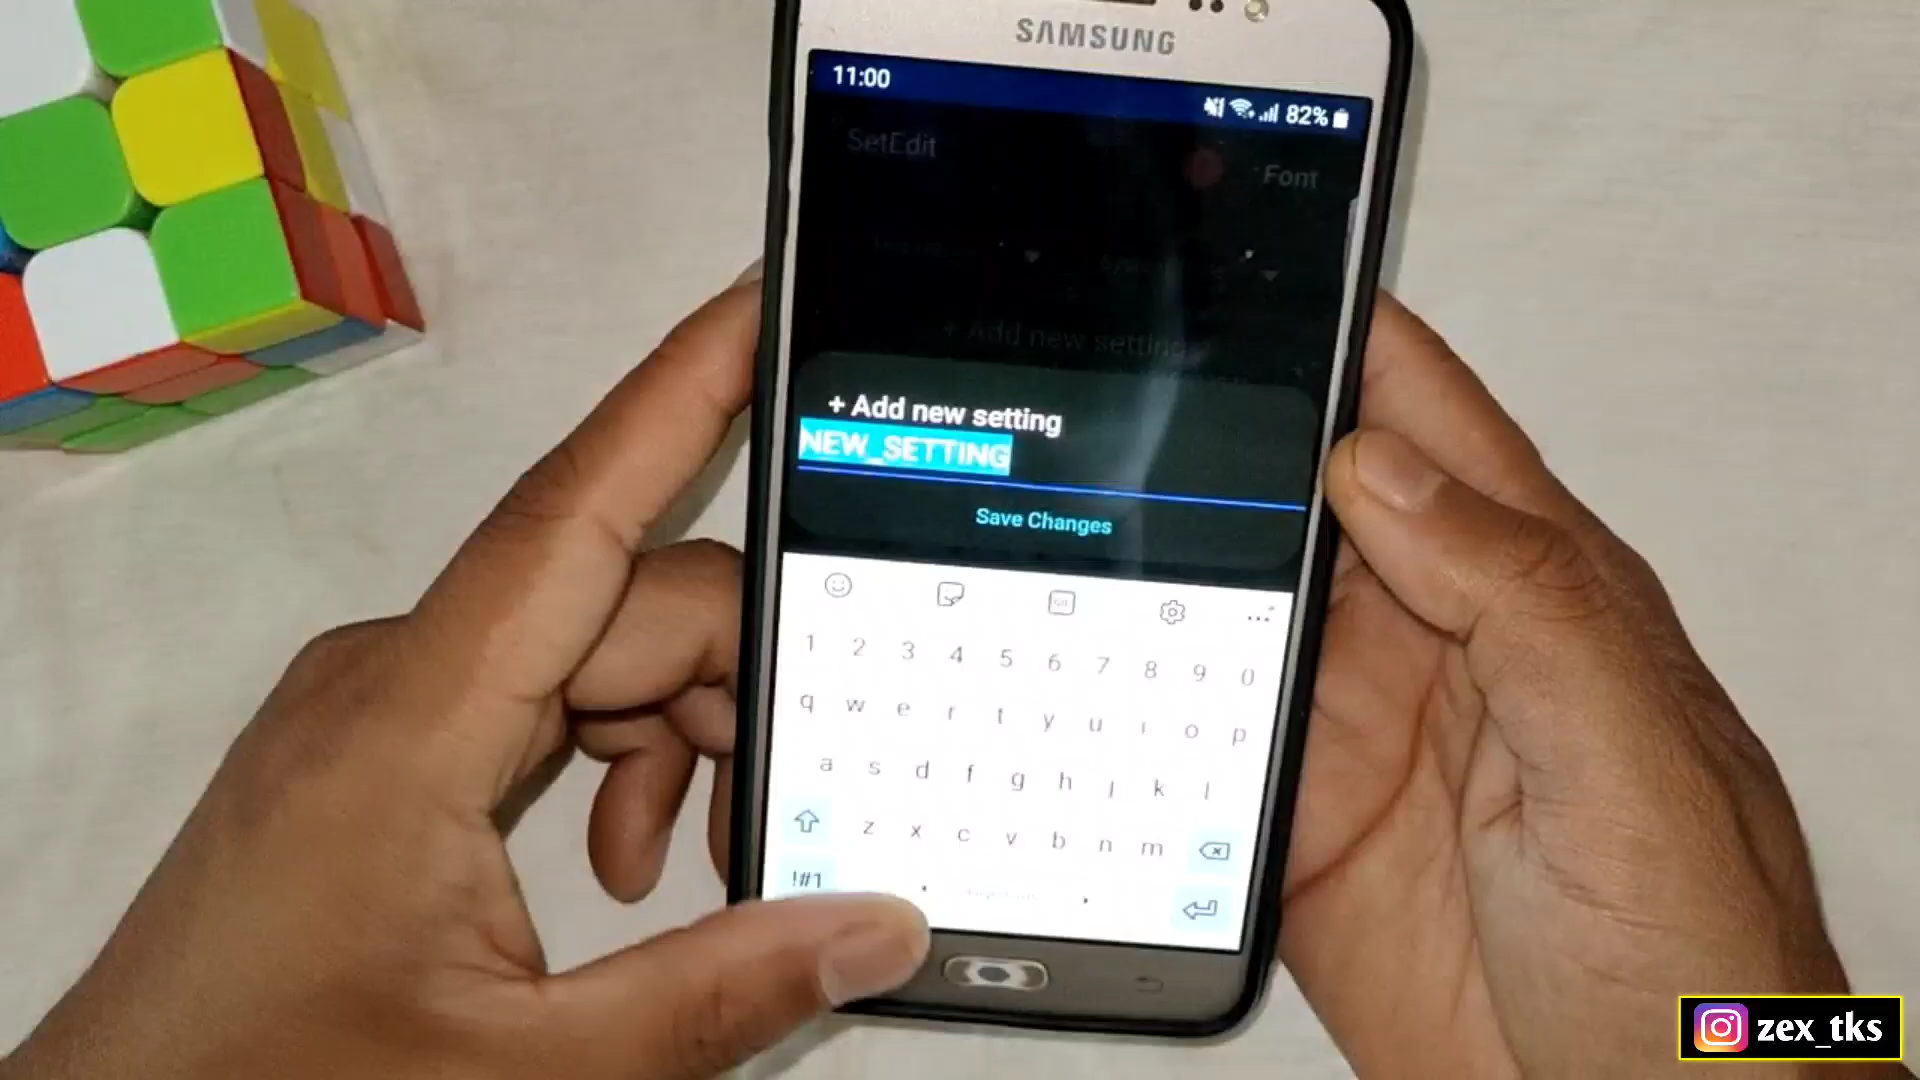 SAMSUNG
11:00
82%
SetEdit
Font
+ Add new setting
+ Add new setting
NEW_SETTING
Save Changes
GIF
1 2 3 4 5 6 7 8 9 0
q w e r t y u i o p
a s d f g h j k l
z x c v b n m
!#1
zex_tks